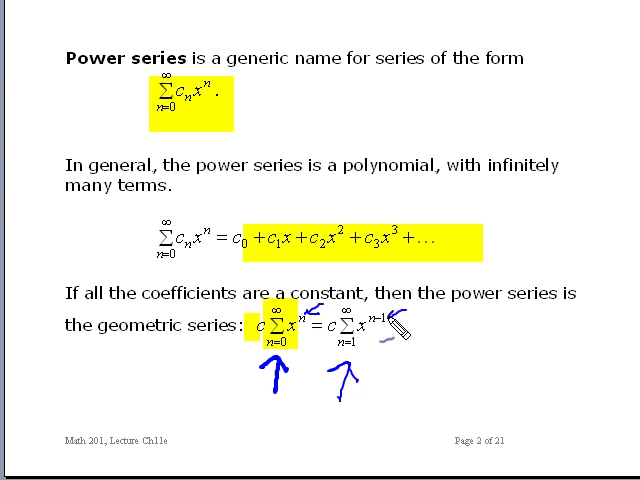 Power series is a generic name for series of the form
∑_{n=0}^{∞} c_n x^n .
In general, the power series is a polynomial, with infinitely
many terms.
∑_{n=0}^{∞} c_n x^n = c_0 + c_1 x + c_2 x^2 + c_3 x^3 + …
If all the coefficients are a constant, then the power series is
the geometric series: c ∑_{n=0}^{∞} x^n = c ∑_{n=1}^{∞} x^{n−1}
Math 201, Lecture Ch11e Page 2 of 21